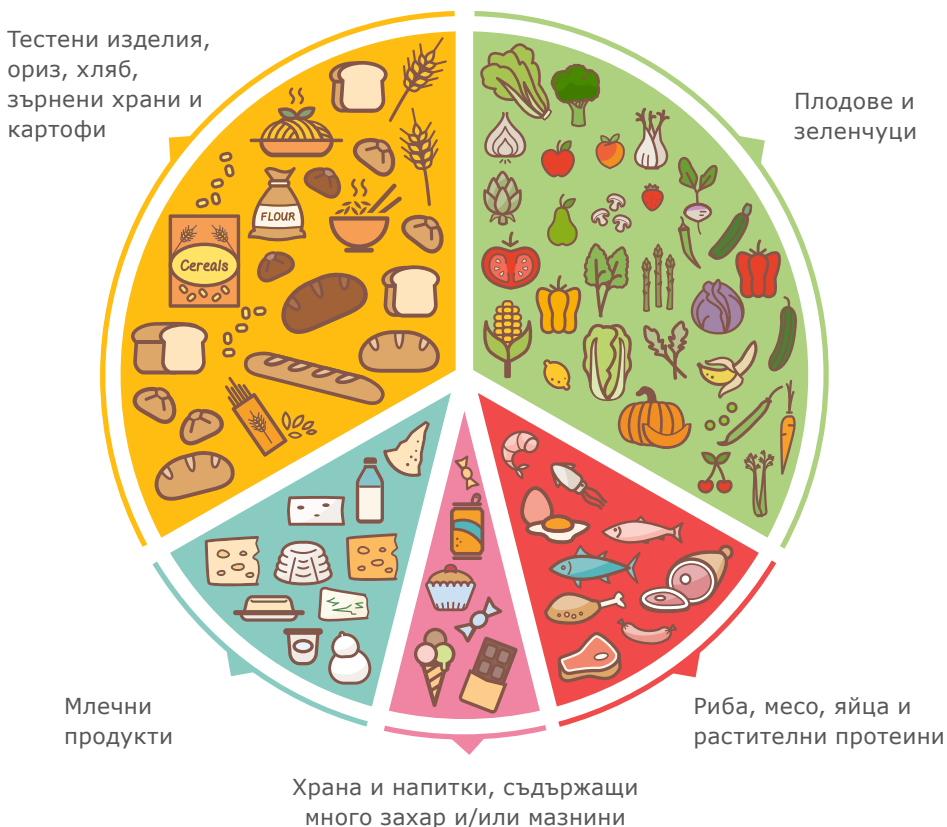 Тестени изделия,
ориз, хляб,
зърнени храни и
картофи
Плодове и
зеленчуци
FLOUR
Cereals
Млечни
продукти
Риба, месо, яйца и
растителни протеини
Храна и напитки, съдържащи
много захар и/или мазнини